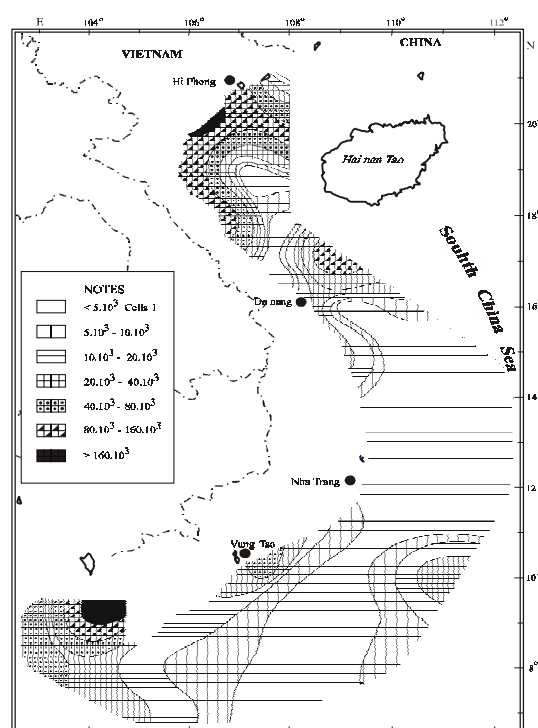 E 104° 106° 108° 110° 112°
N
VIETNAM
CHINA
Hi Phong
20°
Hai nan Tao
18°
Souhth China Sea
Da nang
16°
NOTES
<5.10³ Cells l
5.10³ - 10.10³
10.10³ - 20.10³
20.10³ - 40.10³
40.10³ - 80.10³
80.10³ - 160.10³
> 160.10³
14°
Nha Trang
12°
Vung Tao
10°
8°